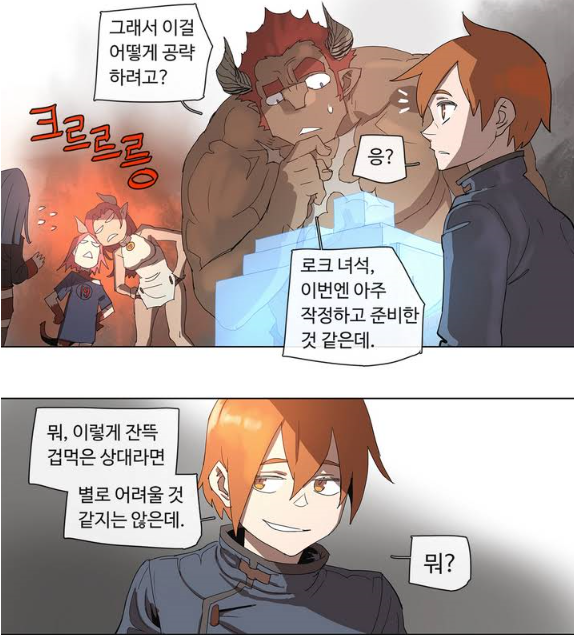 그래서 이걸
어떻게 공략
하려고?
크르르릉
응?
로크 녀석,
이번엔 아주
작정하고 준비한
것 같은데.
뭐, 이렇게 잔뜩
겁먹은 상대라면
별로 어려울 것
같지는 않은데.
뭐?